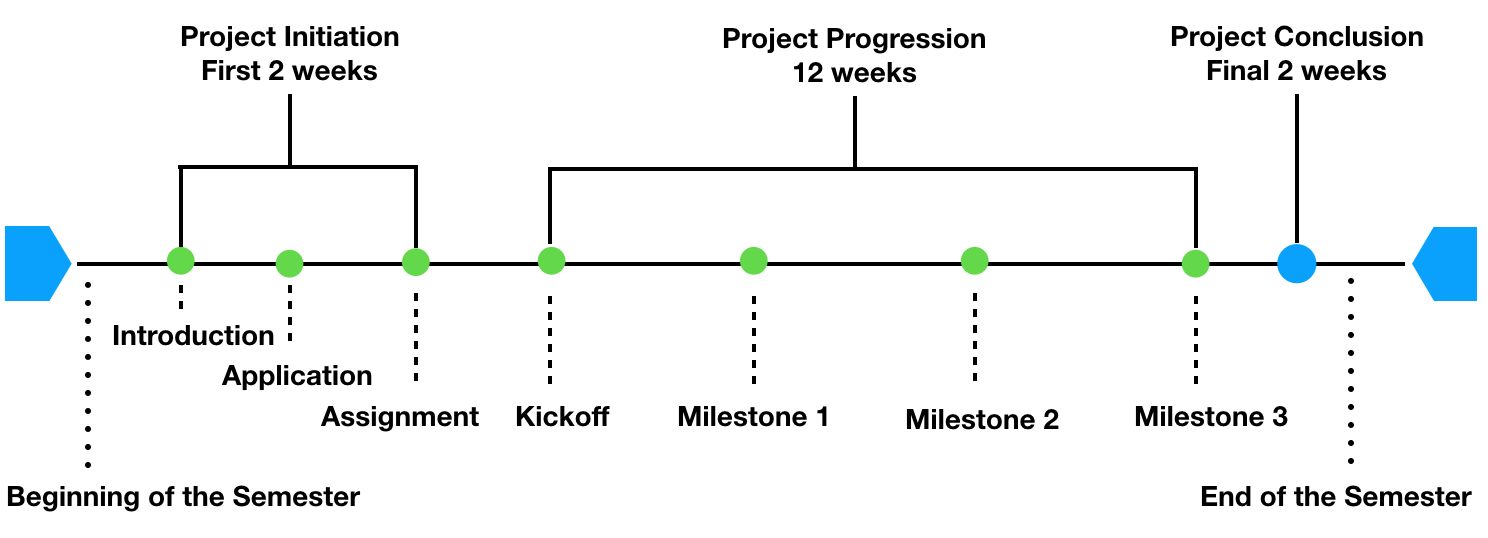 Project Initiation
First 2 weeks
Project Progression
12 weeks
Project Conclusion
Final 2 weeks
Introduction
Application
Assignment
Kickoff
Milestone 1
Milestone 2
Milestone 3
Beginning of the Semester
End of the Semester